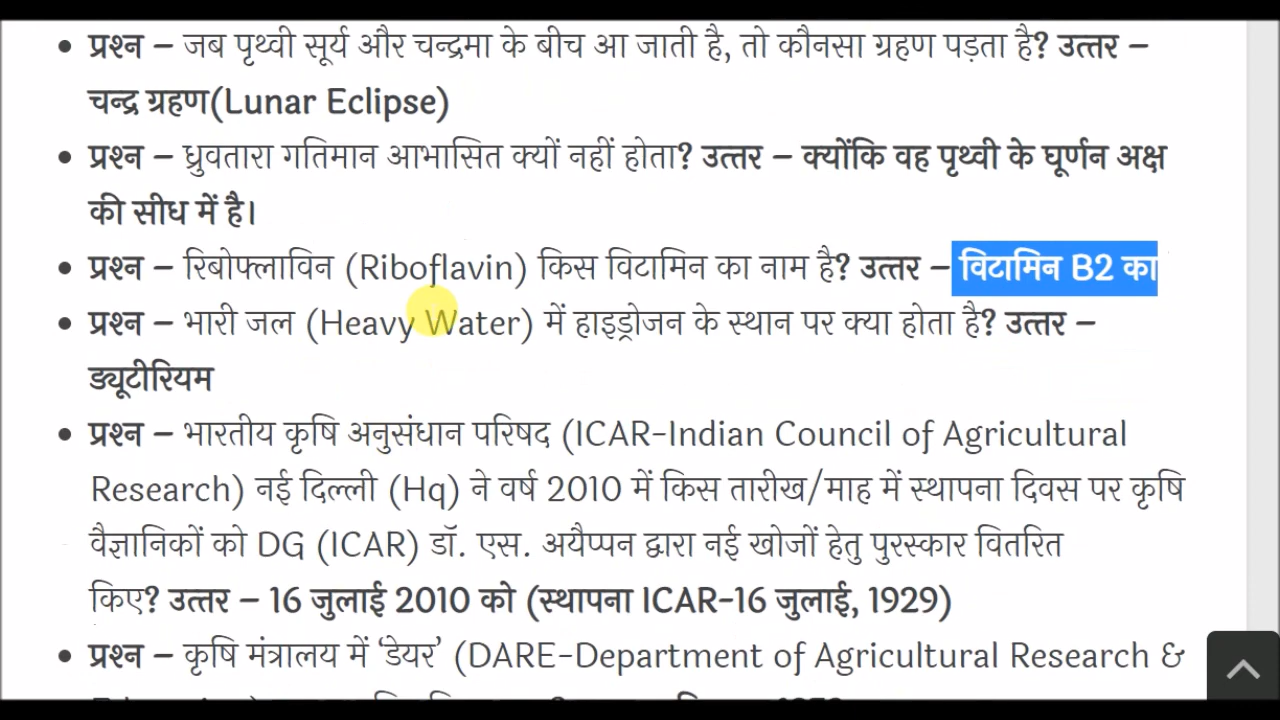 • प्रश्न – जब पृथ्वी सूर्य और चन्द्रमा के बीच आ जाती है, तो कौनसा ग्रहण पड़ता है? उत्तर –
चन्द्र ग्रहण(Lunar Eclipse)
• प्रश्न – ध्रुवतारा गतिमान आभासित क्यों नहीं होता? उत्तर – क्योंकि वह पृथ्वी के घूर्णन अक्ष
की सीध में है।
• प्रश्न – रिबोफ्लाविन (Riboflavin) किस विटामिन का नाम है? उत्तर – विटामिन B2 का
• प्रश्न – भारी जल (Heavy Water) में हाइड्रोजन के स्थान पर क्या होता है? उत्तर –
ड्यूटीरियम
• प्रश्न – भारतीय कृषि अनुसंधान परिषद (ICAR-Indian Council of Agricultural
Research) नई दिल्ली (Hq) ने वर्ष 2010 में किस तारीख/माह में स्थापना दिवस पर कृषि
वैज्ञानिकों को DG (ICAR) डॉ. एस. अयैप्पन द्वारा नई खोजों हेतु पुरस्कार वितरित
किए? उत्तर – 16 जुलाई 2010 को (स्थापना ICAR-16 जुलाई, 1929)
• प्रश्न – कृषि मंत्रालय में ‘डेयर’ (DARE-Department of Agricultural Research &